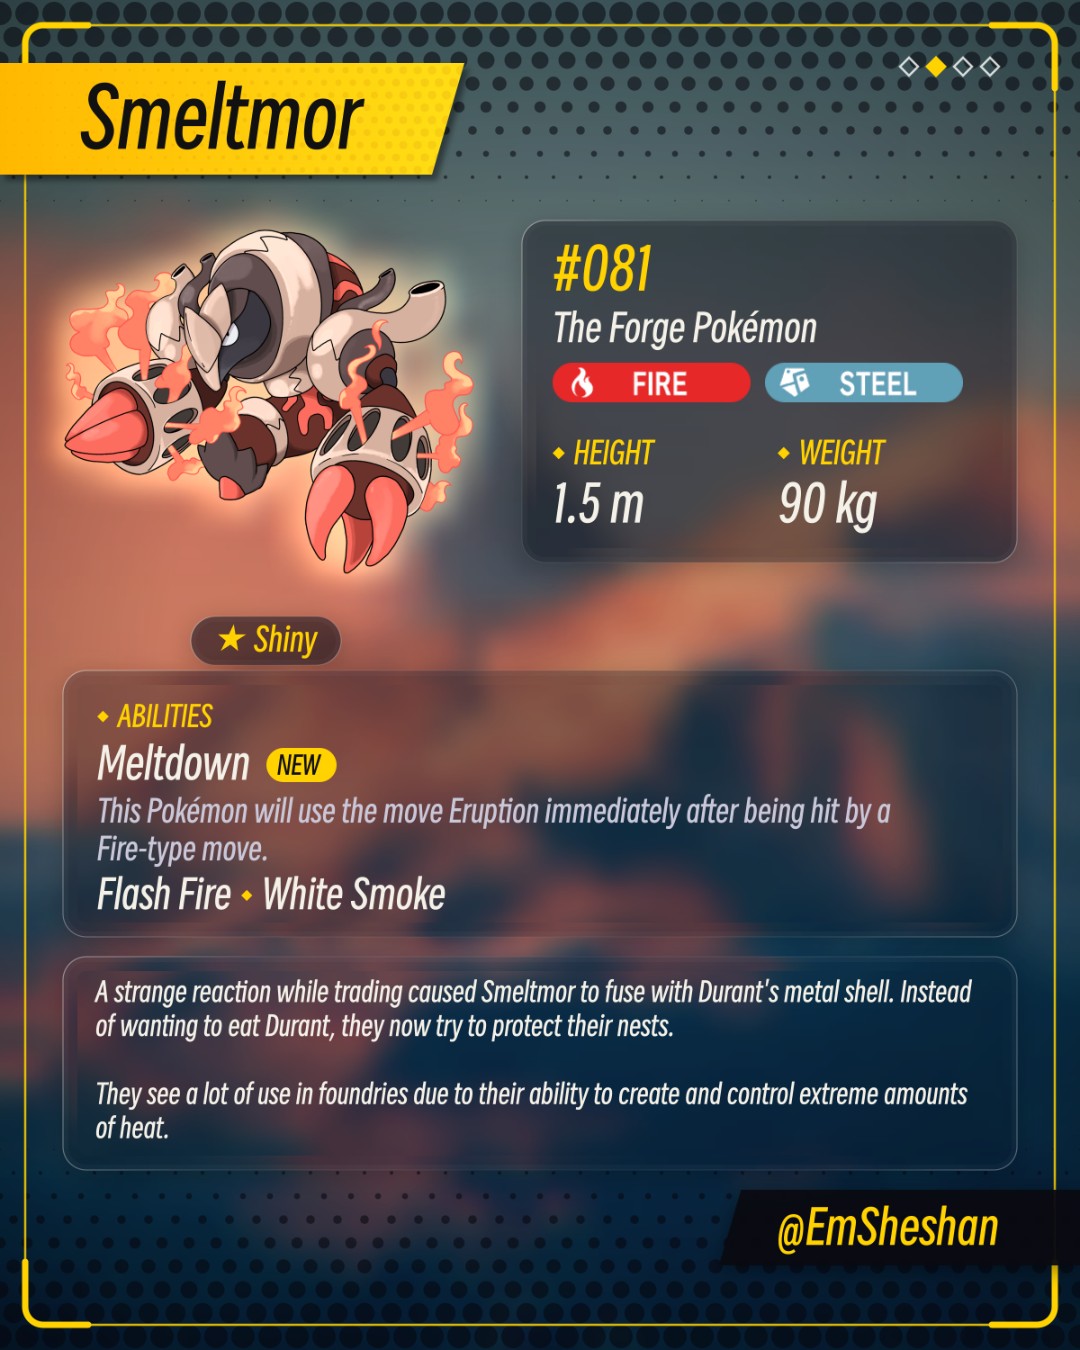 Smeltmor
#081
The Forge Pokémon
FIRE STEEL
HEIGHT WEIGHT
1.5 m 90 kg
Shiny
ABILITIES
Meltdown NEW
This Pokémon will use the move Eruption immediately after being hit by a
Fire-type move.
Flash Fire White Smoke
A strange reaction while trading caused Smeltmor to fuse with Durant's metal shell. Instead
of wanting to eat Durant, they now try to protect their nests.
They see a lot of use in foundries due to their ability to create and control extreme amounts
of heat.
@EmSheshan